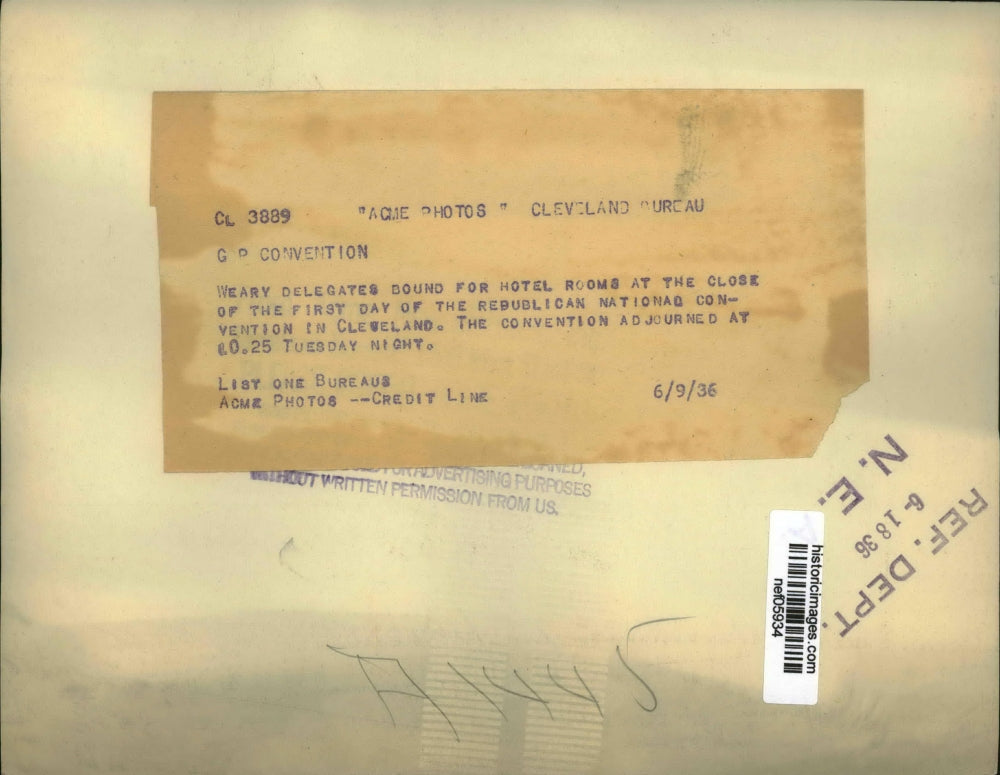 CL 3889 "ACME PHOTOS " CLEVELAND BUREAU
G P CONVENTION
WEARY DELEGATES BOUND FOR HOTEL ROOMS AT THE CLOSE
OF THE FIRST DAY OF THE REBUBLICAN NATIONAQ CON-
VENTION IN CLEVELAND. THE CONVENTION ADJOURNED AT
10.25 TUESDAY NIGHT.
LIST ONE BUREAUS
ACME PHOTOS --CREDIT LINE 6/9/36
FOR ADVERTISING PURPOSES
WITHOUT WRITTEN PERMISSION FROM US.
N. E.
6-18 36
REF. DEPT.
historicimages.com
nef05934